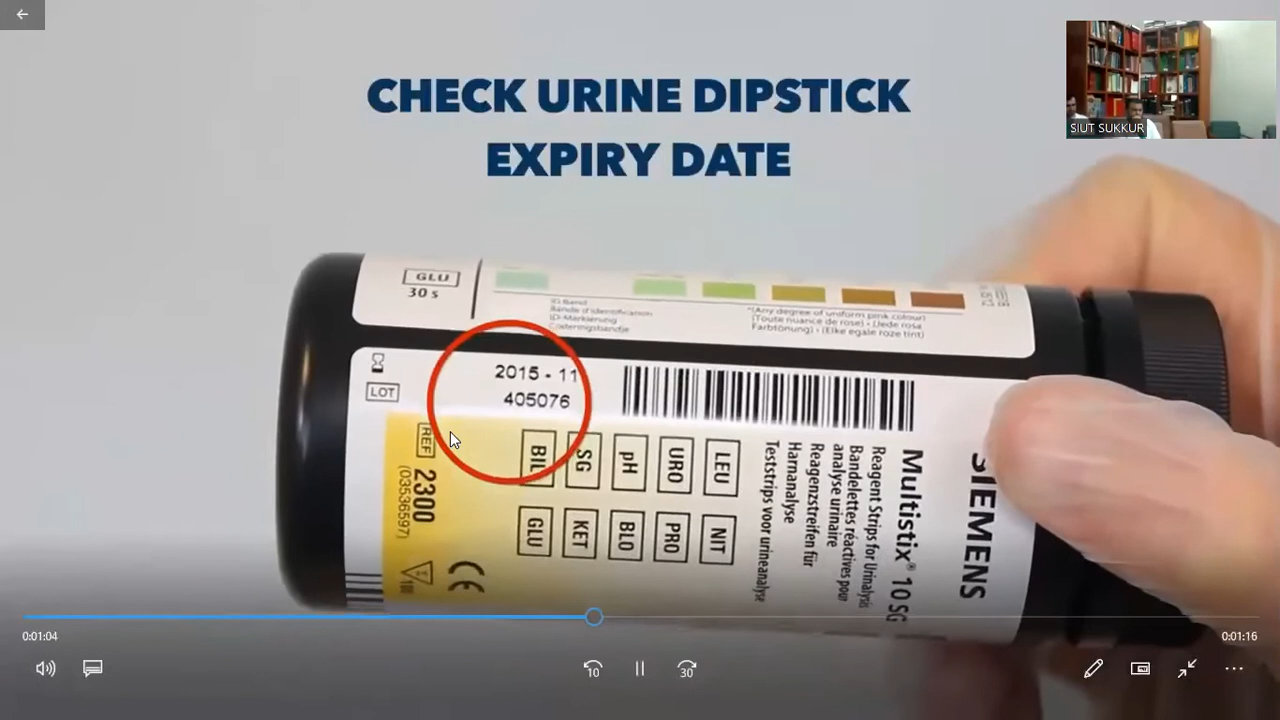 CHECK URINE DIPSTICK
EXPIRY DATE
SIUT SUKKUR
GLU
30 s
ID-Band
Bande d'identification
ID-Markierung
Coderingsbandje
*(Any degree of uniform pink colour)
(Toute nuance de rose) • (Jede rosa
Farbtönung) • (Elke egale roze tint)
2015 - 11
LOT
405076
REF
2300
(03536597)
BIL
SG
pH
URO
LEU
GLU
KET
BLO
PRO
NIT
CE
SIEMENS
Multistix® 10 SG
Reagent Strips for Urinalysis
Bandelettes réactives pour
analyse urinaire
Reagenzstreifen für
Harnanalyse
Teststrips voor urineanalyse
0:01:04
0:01:16
10
30